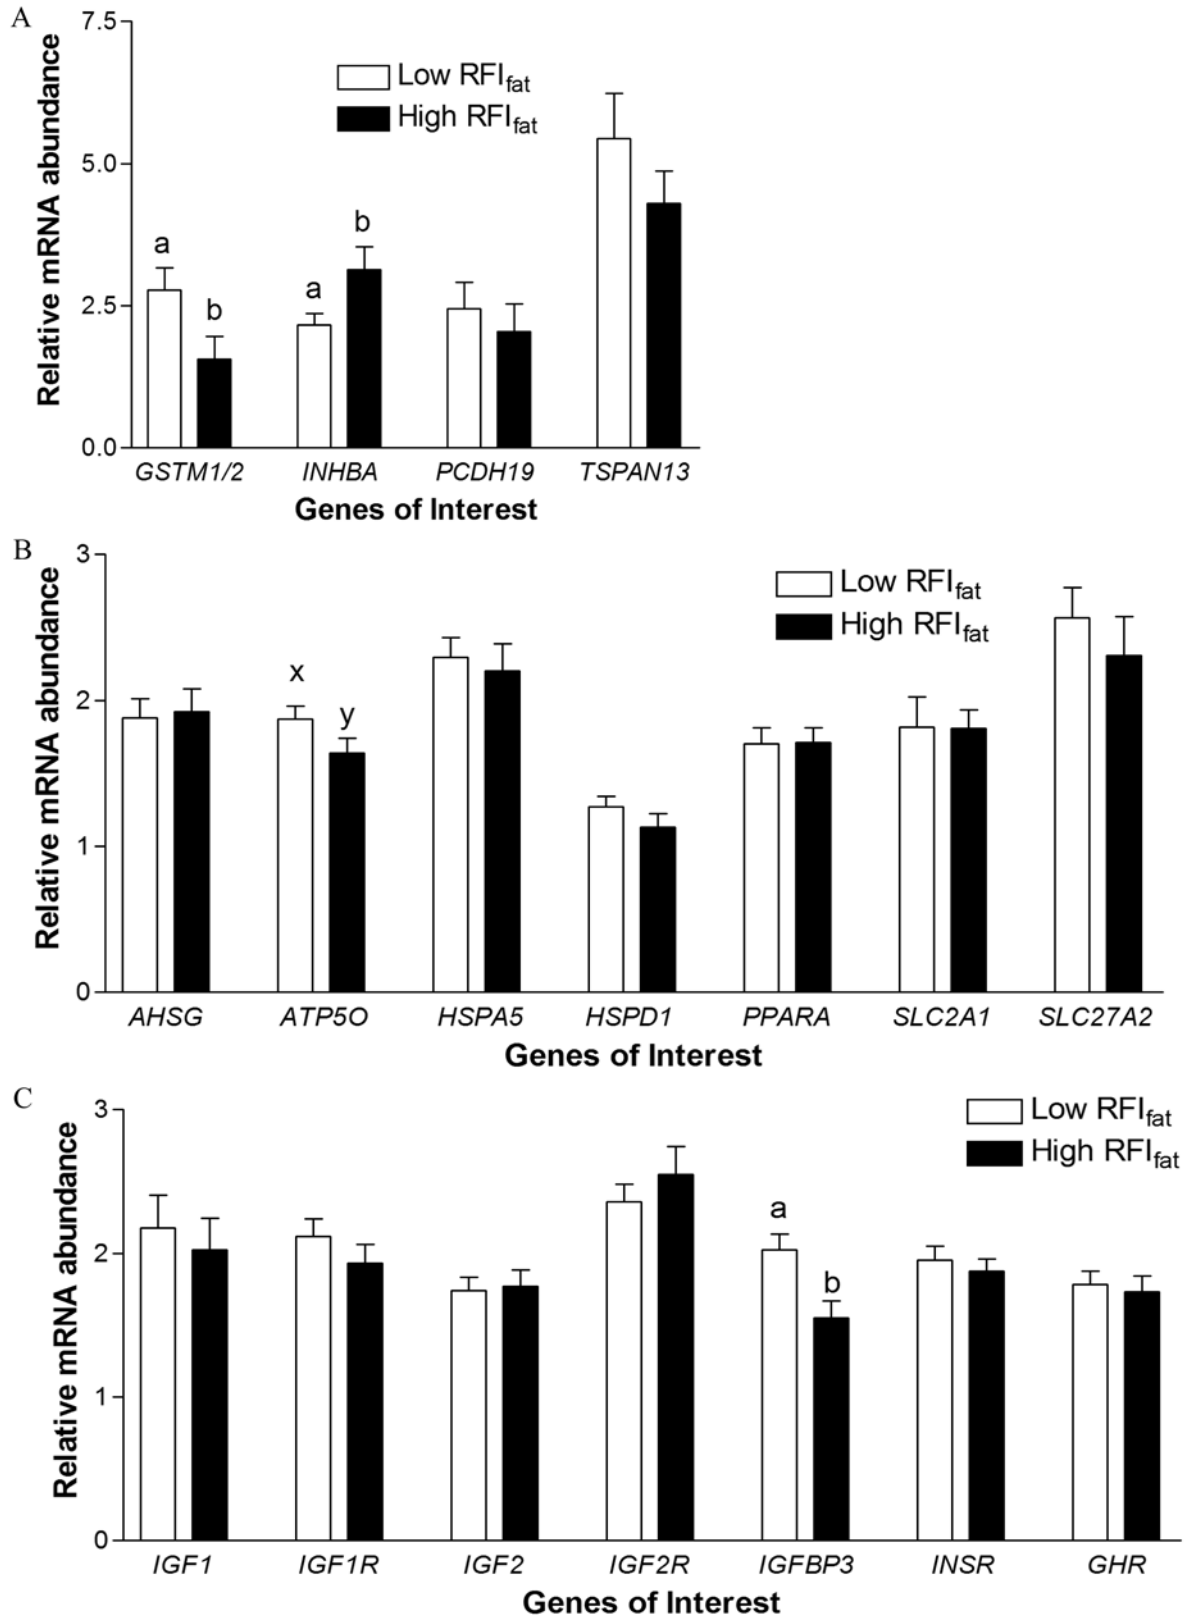 A
7.5
5.0
2.5
0.0
Relative mRNA abundance
Low RFIfat
High RFIfat
a
b
a
b
GSTM1/2 INHBA PCDH19 TSPAN13
Genes of Interest
B
3
2
1
0
Relative mRNA abundance
Low RFIfat
High RFIfat
x
y
AHSG ATP5O HSPA5 HSPD1 PPARA SLC2A1 SLC27A2
Genes of Interest
C
3
2
1
0
Relative mRNA abundance
Low RFIfat
High RFIfat
a
b
IGF1 IGF1R IGF2 IGF2R IGFBP3 INSR GHR
Genes of Interest